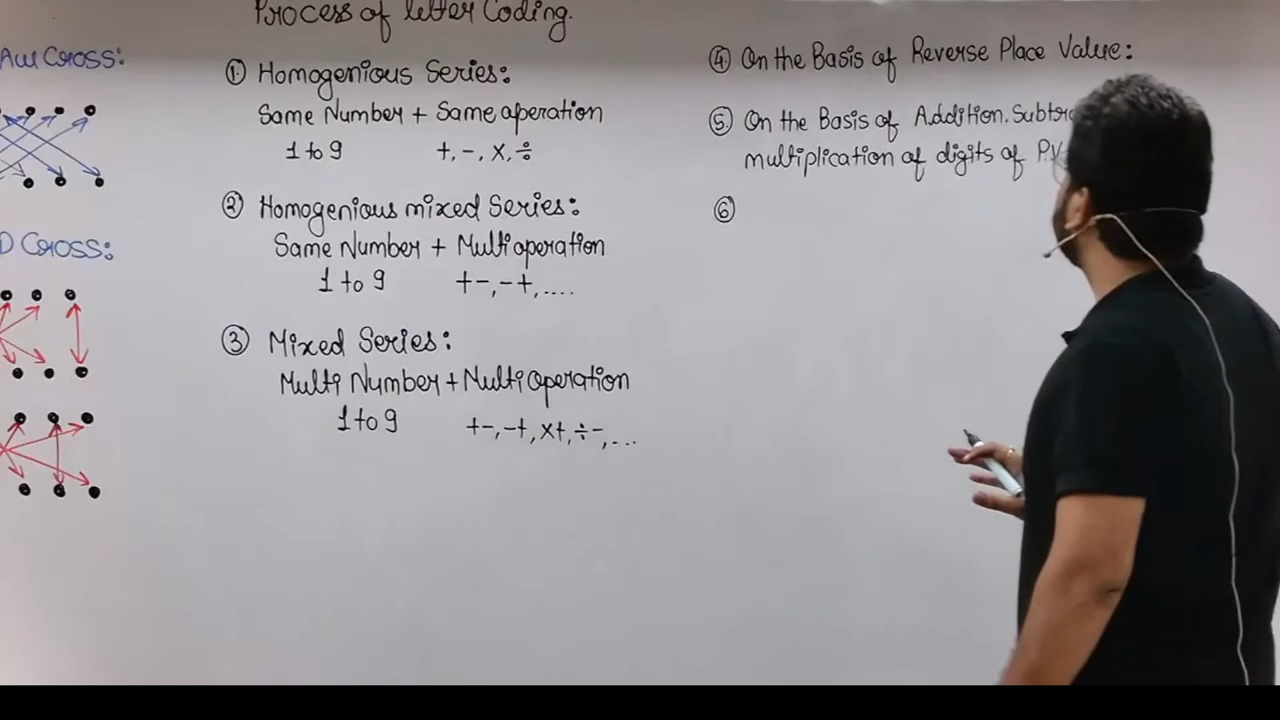 Process of letter Coding.
All Cross:
D Cross:
① Homogenious Series:
Same Number + Same operation
1 to 9 +, -, x, ÷
② Homogenious mixed Series:
Same Number + Multi operation
1 to 9 +-, -+, ....
③ Mixed Series:
Multi Number + Multi Operation
1 to 9 +-, -+, x+, ÷-, ...
④ On the Basis of Reverse Place Value:
⑤ On the Basis of Addition. Subtr
multiplication of digits of P.V
⑥